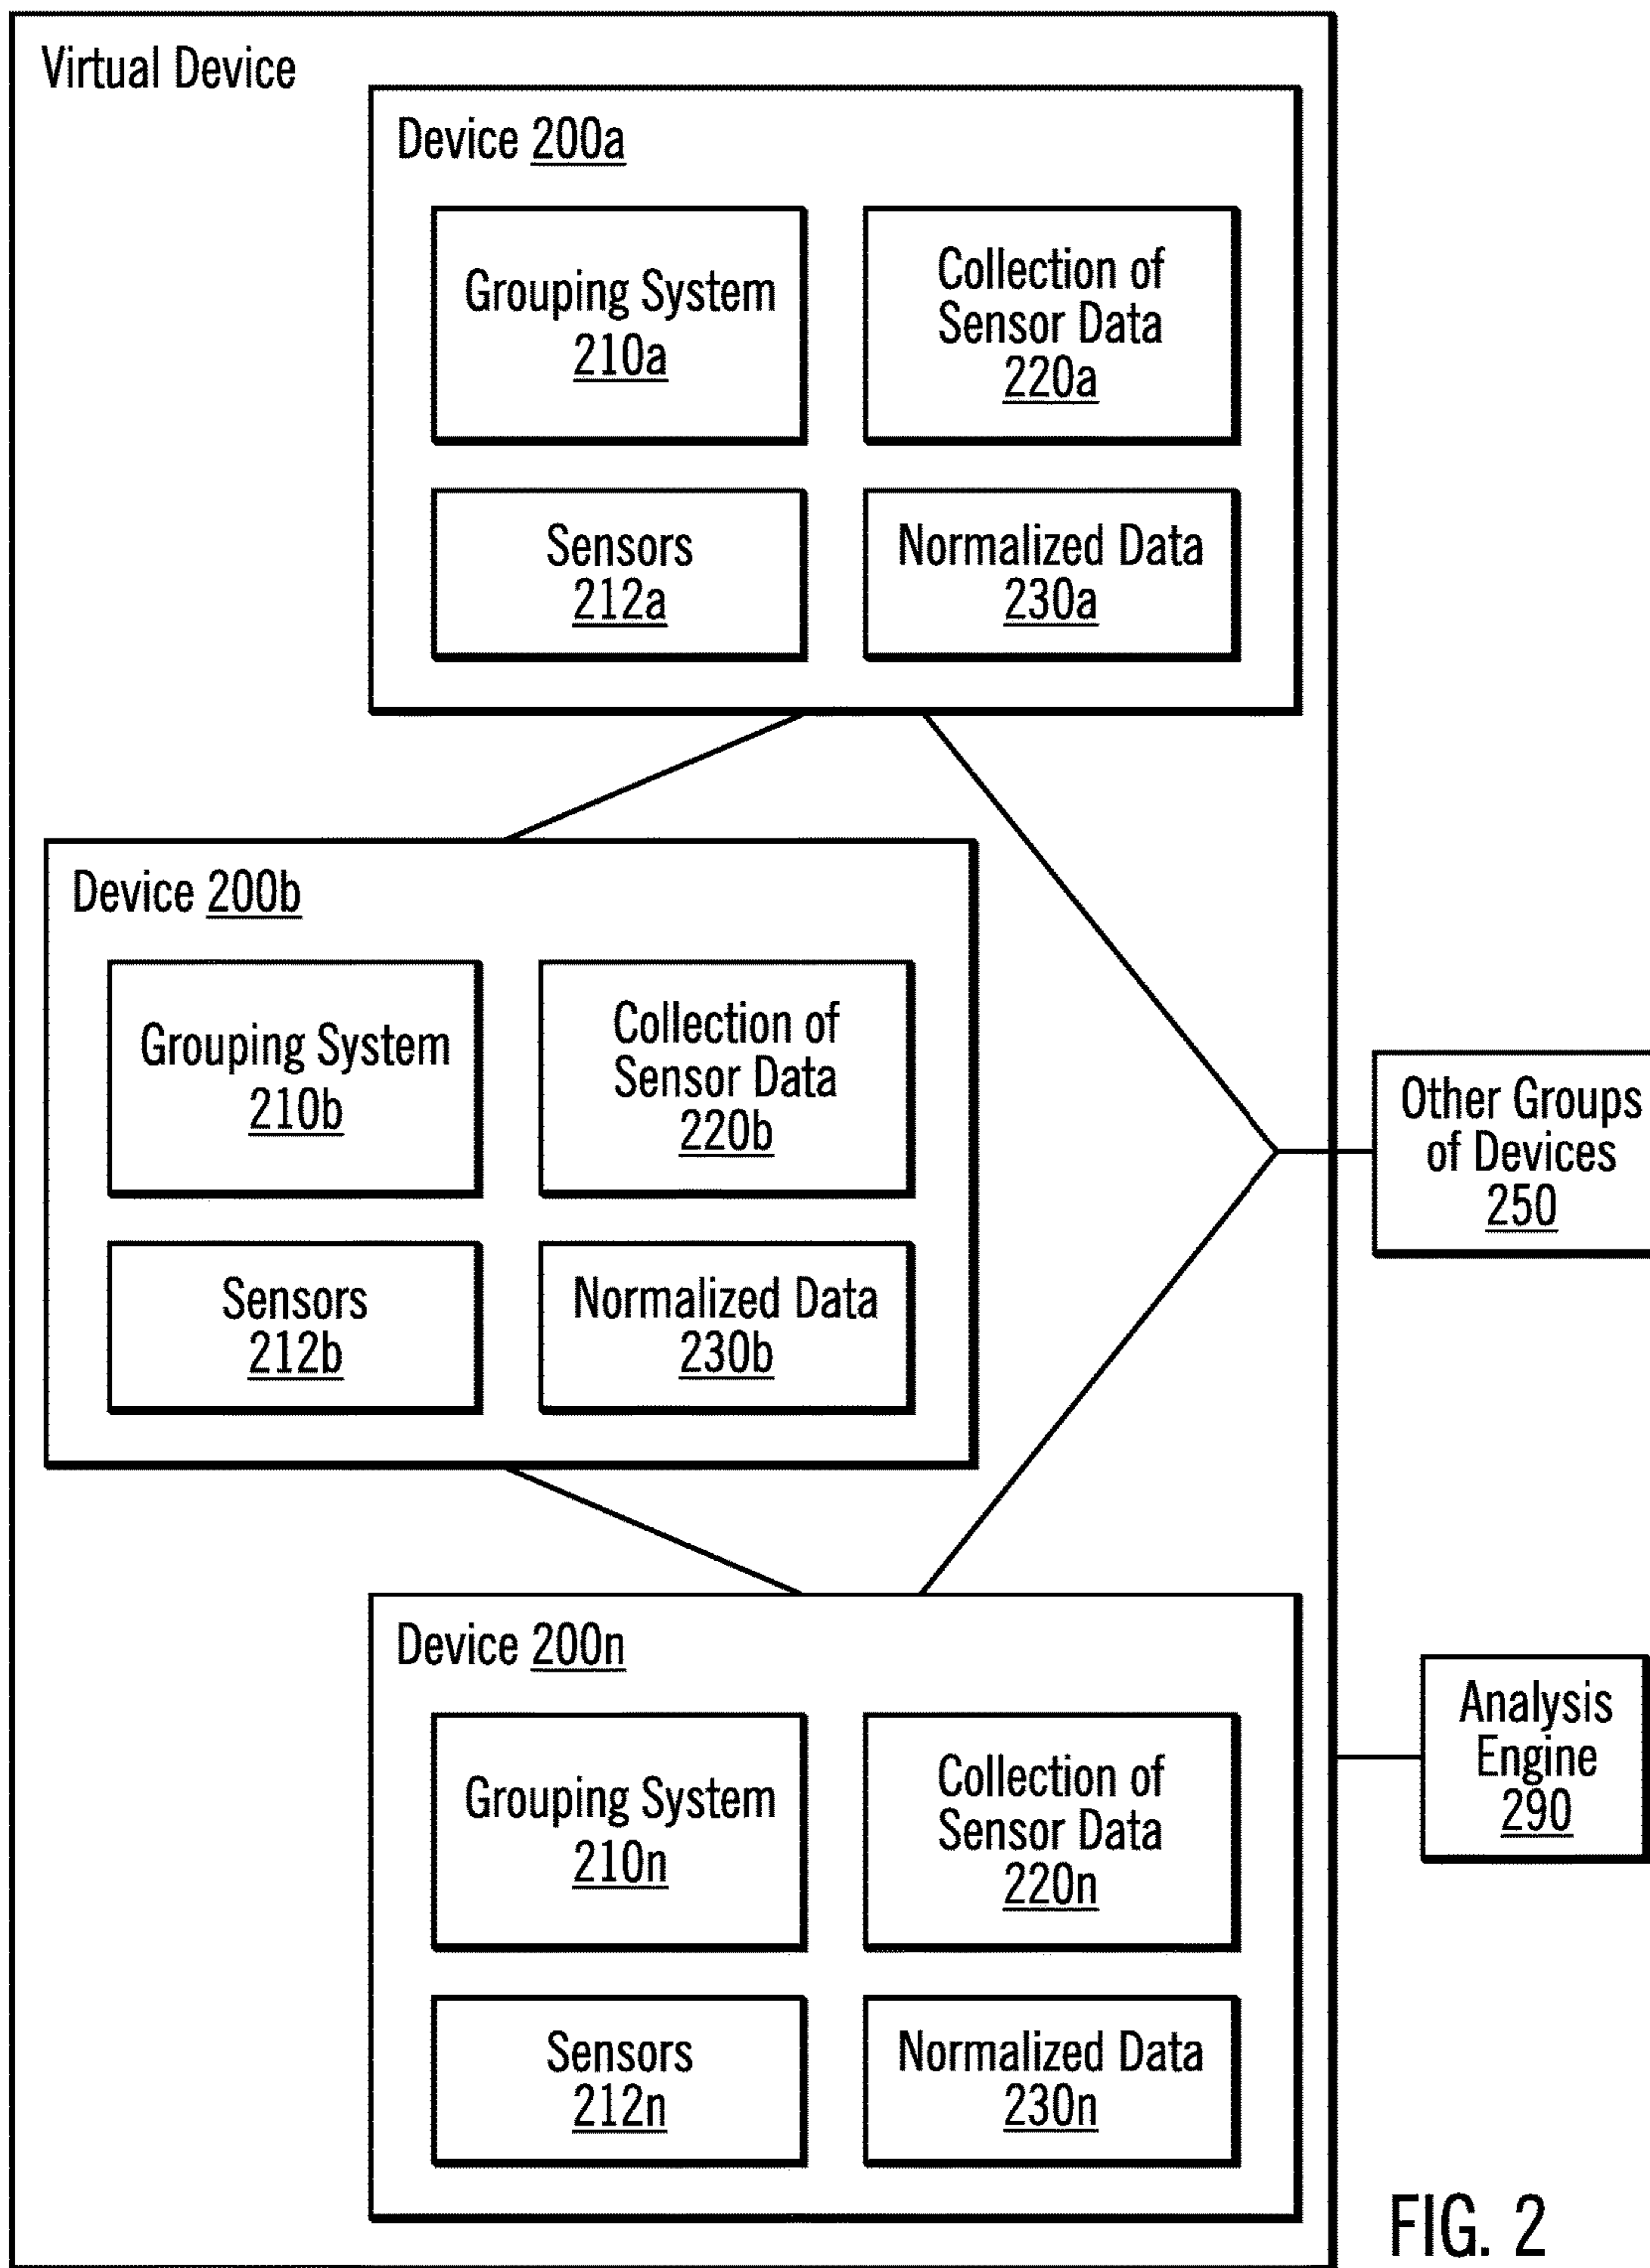 Virtual Device
Device 200a
Grouping System
210a
Collection of
Sensor Data
220a
Sensors
212a
Normalized Data
230a
Device 200b
Grouping System
210b
Collection of
Sensor Data
220b
Sensors
212b
Normalized Data
230b
Other Groups
of Devices
250
Device 200n
Grouping System
210n
Collection of
Sensor Data
220n
Sensors
212n
Normalized Data
230n
Analysis
Engine
290
FIG. 2